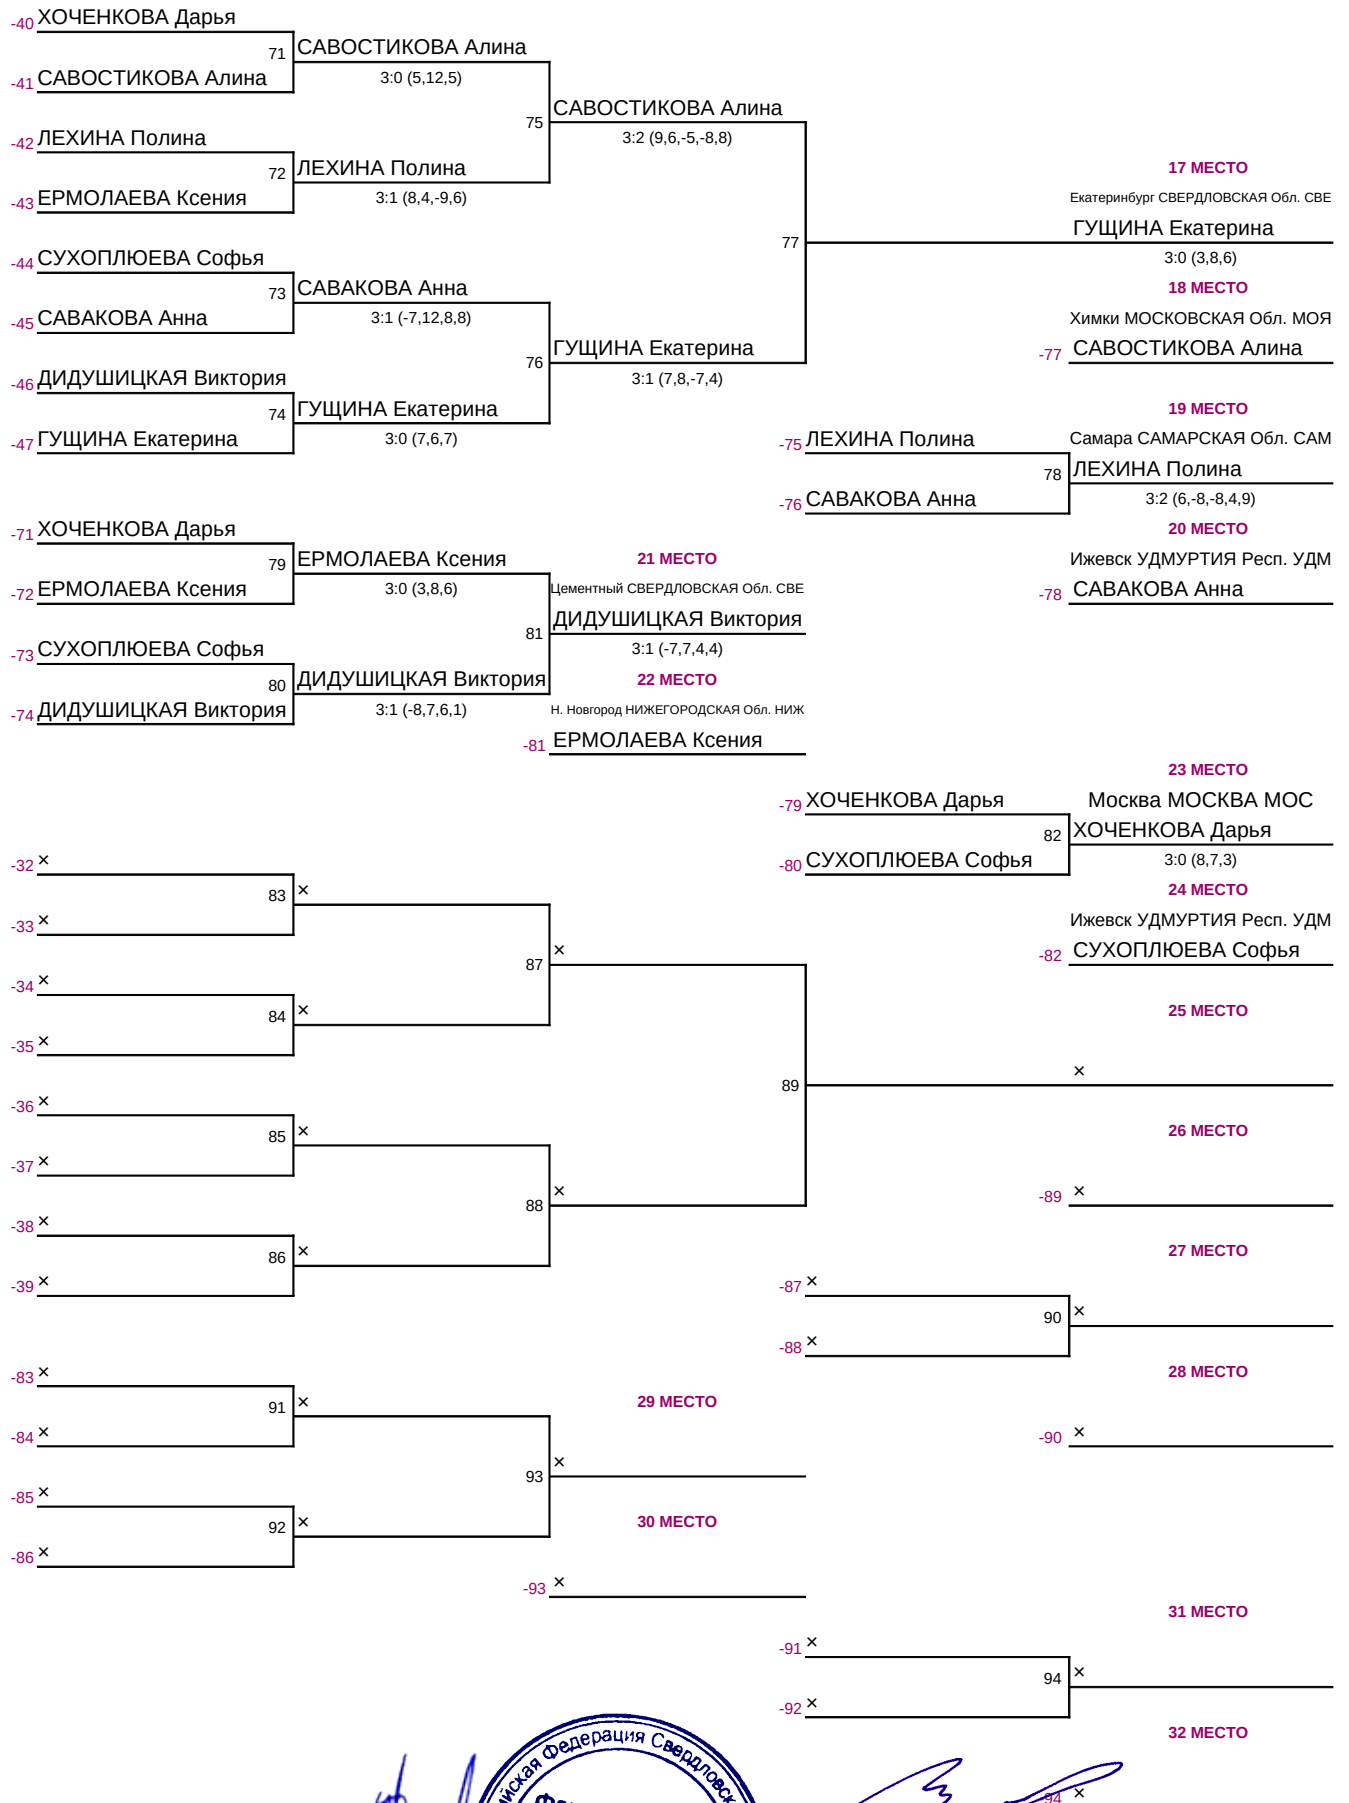 -40 ХОЧЕНКОВА Дарья
71 САВОСТИКОВА Алина
-41 САВОСТИКОВА Алина
3:0 (5,12,5)
75 САВОСТИКОВА Алина
3:2 (9,6,-5,-8,8)
-42 ЛЕХИНА Полина
72 ЛЕХИНА Полина
-43 ЕРМОЛАЕВА Ксения
3:1 (8,4,-9,6)
17 МЕСТО
Екатеринбург СВЕРДЛОВСКАЯ Обл. СВЕ
77 ГУЩИНА Екатерина
3:0 (3,8,6)
-44 СУХОПЛЮЕВА Софья
73 САВАКОВА Анна
-45 САВАКОВА Анна
3:1 (-7,12,8,8)
18 МЕСТО
Химки МОСКОВСКАЯ Обл. МОЯ
-77 САВОСТИКОВА Алина
76 ГУЩИНА Екатерина
3:1 (7,8,-7,4)
-46 ДИДУШИЦКАЯ Виктория
74 ГУЩИНА Екатерина
-47 ГУЩИНА Екатерина
3:0 (7,6,7)
19 МЕСТО
Самара САМАРСКАЯ Обл. САМ
-75 ЛЕХИНА Полина
78 ЛЕХИНА Полина
3:2 (6,-8,-8,4,9)
-76 САВАКОВА Анна
20 МЕСТО
Ижевск УДМУРТИЯ Респ. УДМ
-78 САВАКОВА Анна
-71 ХОЧЕНКОВА Дарья
79 ЕРМОЛАЕВА Ксения
-72 ЕРМОЛАЕВА Ксения
3:0 (3,8,6)
21 МЕСТО
Цементный СВЕРДЛОВСКАЯ Обл. СВЕ
81 ДИДУШИЦКАЯ Виктория
3:1 (-7,7,4,4)
-73 СУХОПЛЮЕВА Софья
80 ДИДУШИЦКАЯ Виктория
-74 ДИДУШИЦКАЯ Виктория
3:1 (-8,7,6,1)
22 МЕСТО
Н. Новгород НИЖЕГОРОДСКАЯ Обл. НИЖ
-81 ЕРМОЛАЕВА Ксения
23 МЕСТО
-79 ХОЧЕНКОВА Дарья
Москва МОСКВА МОС
82 ХОЧЕНКОВА Дарья
-80 СУХОПЛЮЕВА Софья
3:0 (8,7,3)
24 МЕСТО
Ижевск УДМУРТИЯ Респ. УДМ
-82 СУХОПЛЮЕВА Софья
-32 ×
83 ×
-33 ×
87 ×
-34 ×
84 ×
-35 ×
25 МЕСТО
89 ×
-36 ×
85 ×
-37 ×
26 МЕСТО
88 ×
-89 ×
-38 ×
86 ×
-39 ×
27 МЕСТО
-87 ×
90 ×
-88 ×
28 МЕСТО
-90 ×
-83 ×
91 ×
-84 ×
29 МЕСТО
93 ×
-85 ×
92 ×
-86 ×
30 МЕСТО
-93 ×
31 МЕСТО
-91 ×
94 ×
-92 ×
32 МЕСТО
-94 ×
Федерация